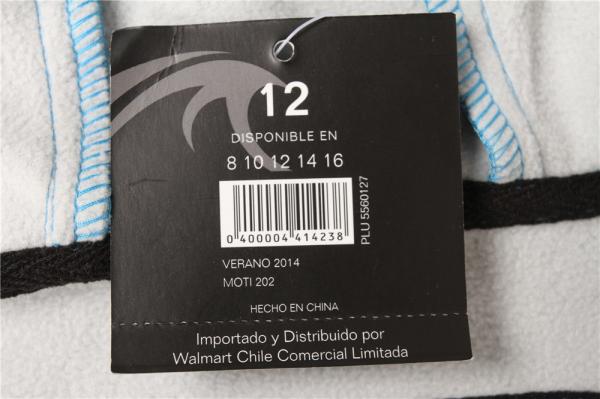 12
DISPONIBLE EN
8 10 12 14 16
0 400004 414238
PLU 5560127
VERANO 2014
MOTI 202
HECHO EN CHINA
Importado y Distribuido por
Walmart Chile Comercial Limitada